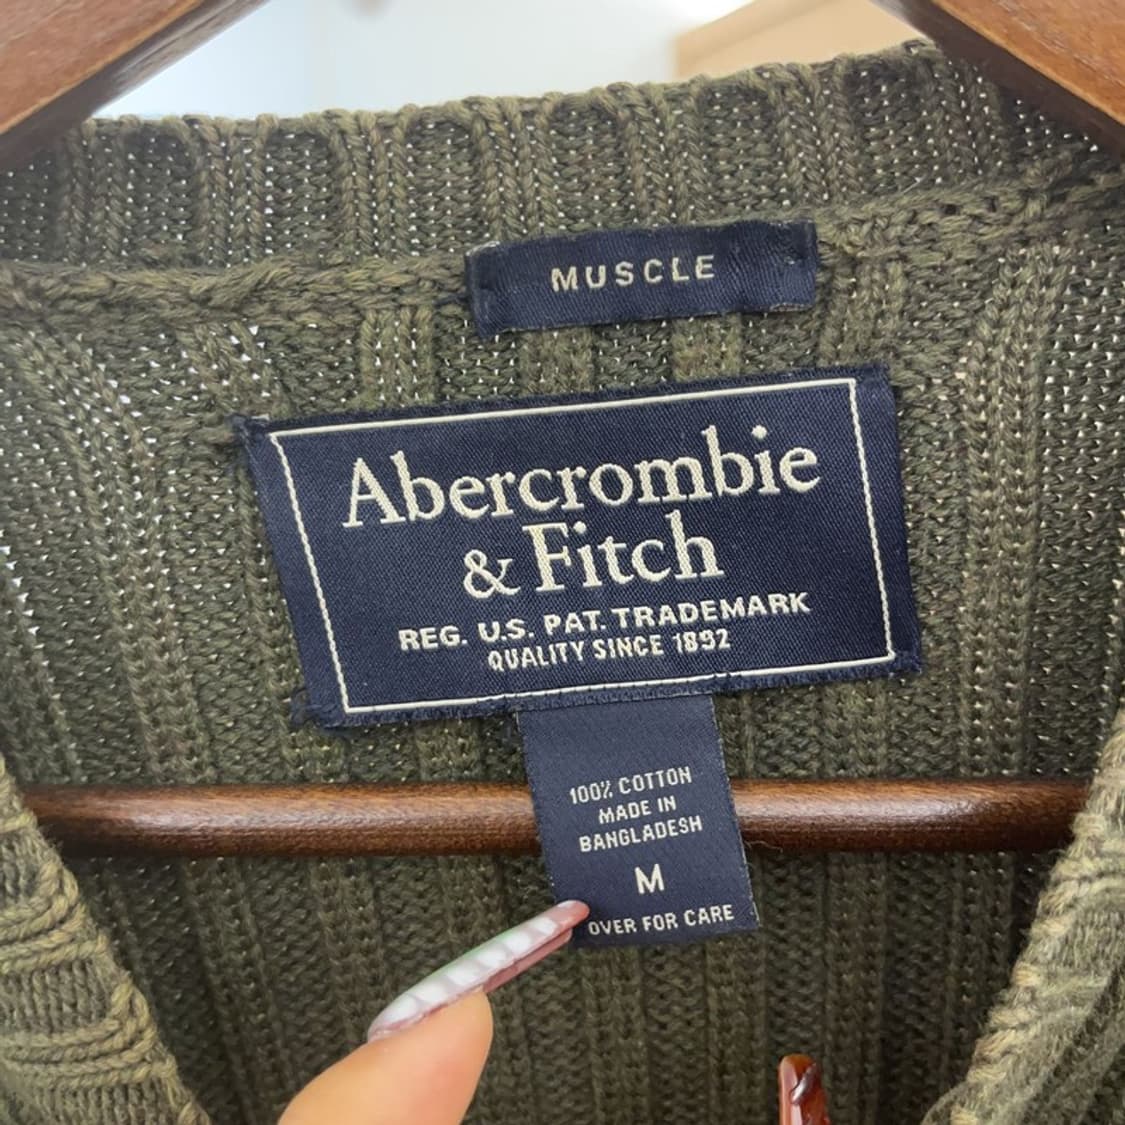 MUSCLE
Abercrombie
& Fitch
REG. U.S. PAT. TRADEMARK
QUALITY SINCE 1892
100% COTTON
MADE IN
BANGLADESH
M
OVER FOR CARE